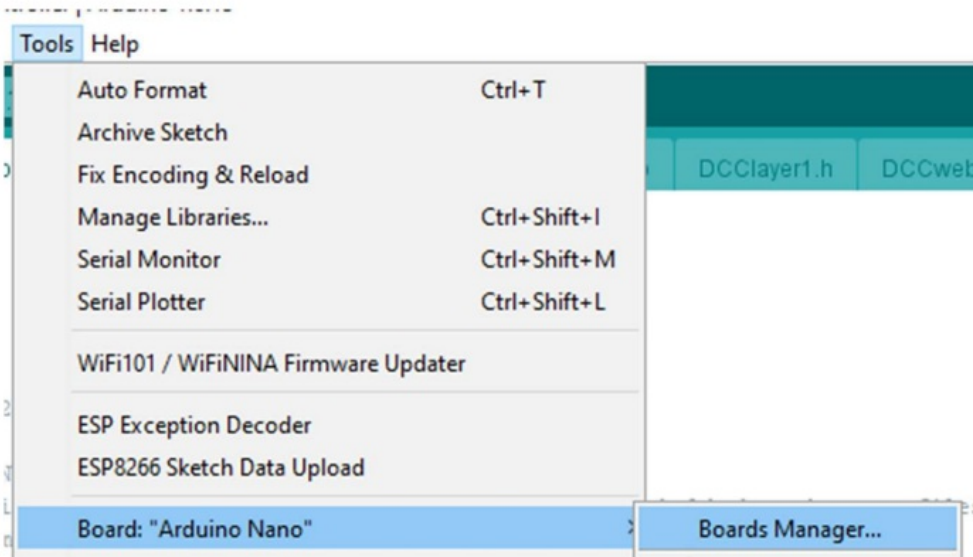 Tools Help
Auto Format Ctrl+T
Archive Sketch
Fix Encoding & Reload
Manage Libraries... Ctrl+Shift+I
Serial Monitor Ctrl+Shift+M
Serial Plotter Ctrl+Shift+L
DCClayer1.h DCCweb
WiFi101 / WiFiNINA Firmware Updater
ESP Exception Decoder
ESP8266 Sketch Data Upload
Board: "Arduino Nano"
Boards Manager...